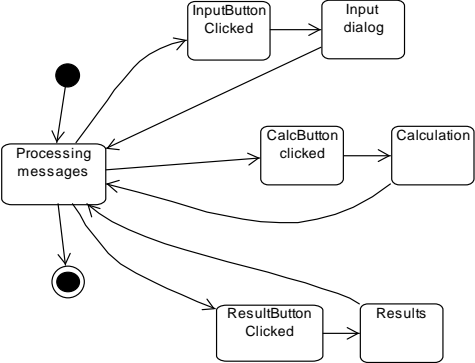 InputButton
Clicked
Input
dialog
Processing
messages
CalcButton
clicked
Calculation
ResultButton
Clicked
Results